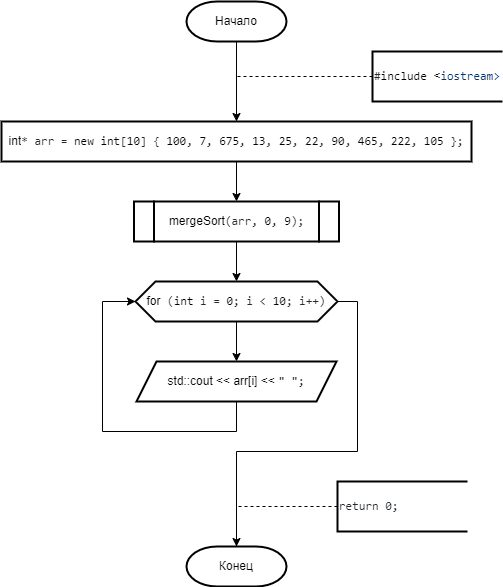 Начало
#include <iostream>
int* arr = new int[10] { 100, 7, 675, 13, 25, 22, 90, 465, 222, 105 };
mergeSort(arr, 0, 9);
for (int i = 0; i < 10; i++)
std::cout << arr[i] << " ";
return 0;
Конец